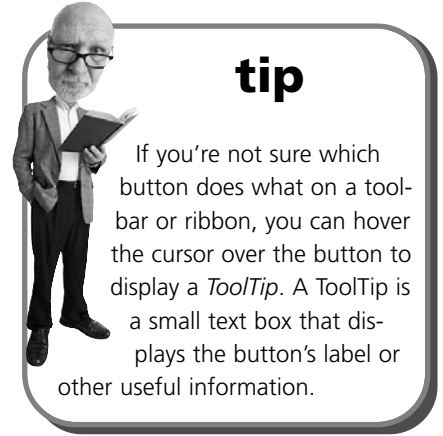 tip
If you’re not sure which
button does what on a tool-
bar or ribbon, you can hover
the cursor over the button to
display a ToolTip. A ToolTip is
a small text box that dis-
plays the button’s label or
other useful information.